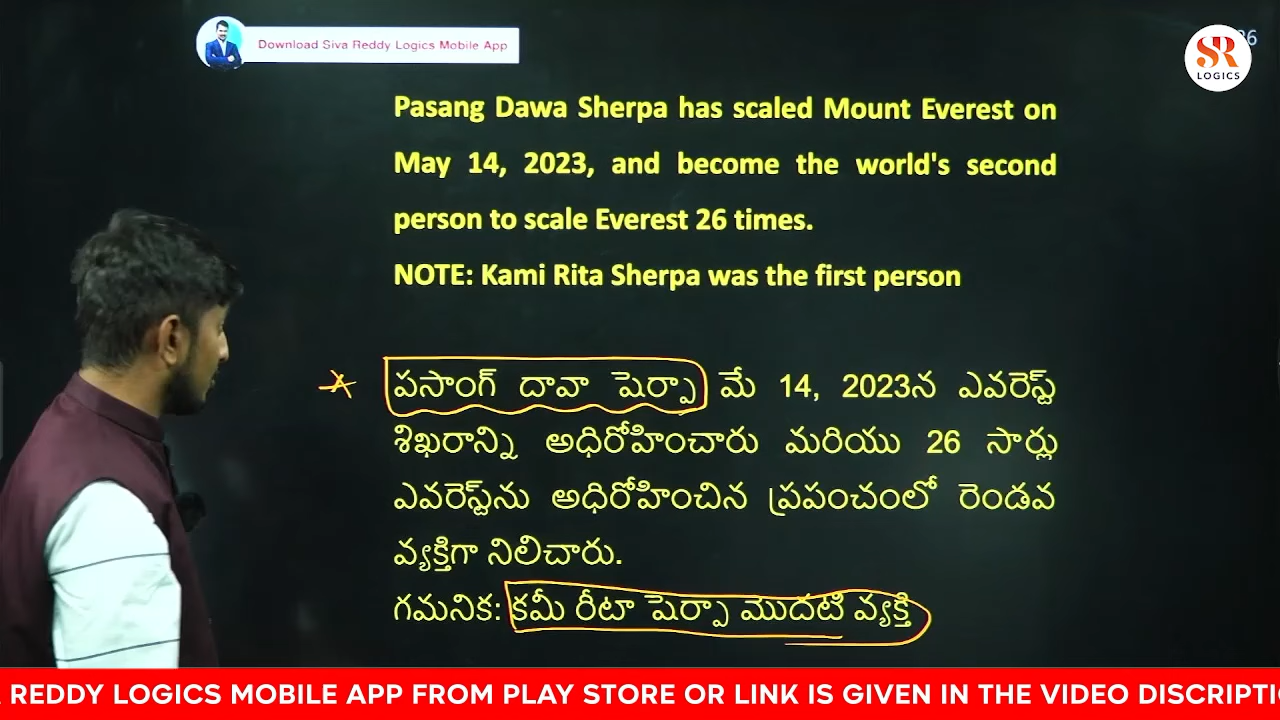 Download Siva Reddy Logics Mobile App
SR
LOGICS
Pasang Dawa Sherpa has scaled Mount Everest on
May 14, 2023, and become the world's second
person to scale Everest 26 times.
NOTE: Kami Rita Sherpa was the first person
పసాంగ్ దావా షెర్పా మే 14, 2023న ఎవరెస్ట్
శిఖరాన్ని అధిరోహించారు మరియు 26 సార్లు
ఎవరెస్ట్‌ను అధిరోహించిన ప్రపంచంలో రెండవ
వ్యక్తిగా నిలిచారు.
గమనిక: కమీ రీటా షెర్పా మొదటి వ్యక్తి
REDDY LOGICS MOBILE APP FROM PLAY STORE OR LINK IS GIVEN IN THE VIDEO DISCRIPTI